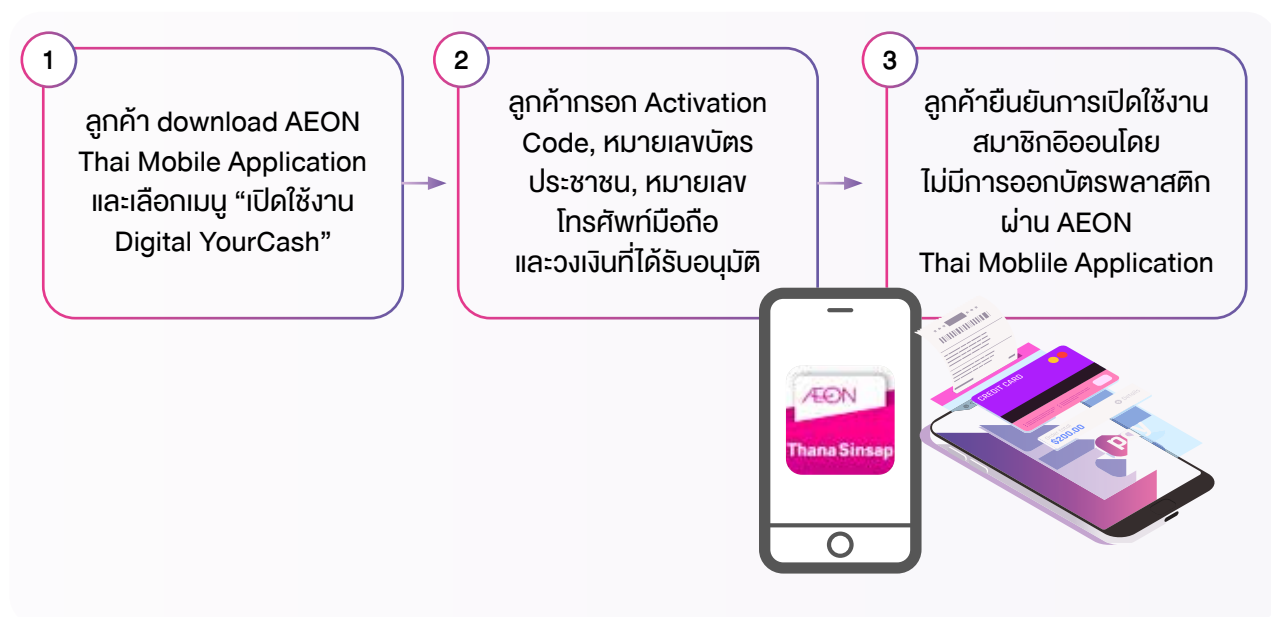 1
ลูกค้า download AEON
Thai Mobile Application
และเลือกเมนู “เปิดใช้งาน
Digital YourCash”
2
ลูกค้ากรอก Activation
Code, หมายเลขบัตร
ประชาชน, หมายเลข
โทรศัพท์มือถือ
และวงเงินที่ได้รับอนุมัติ
3
ลูกค้ายืนยันการเปิดใช้งาน
สมาชิกอิออนโดย
ไม่มีการออกบัตรพลาสติก
ผ่าน AEON
Thai Moblile Application
ÆON
Thana Sinsap
CREDIT CARD
$200.00